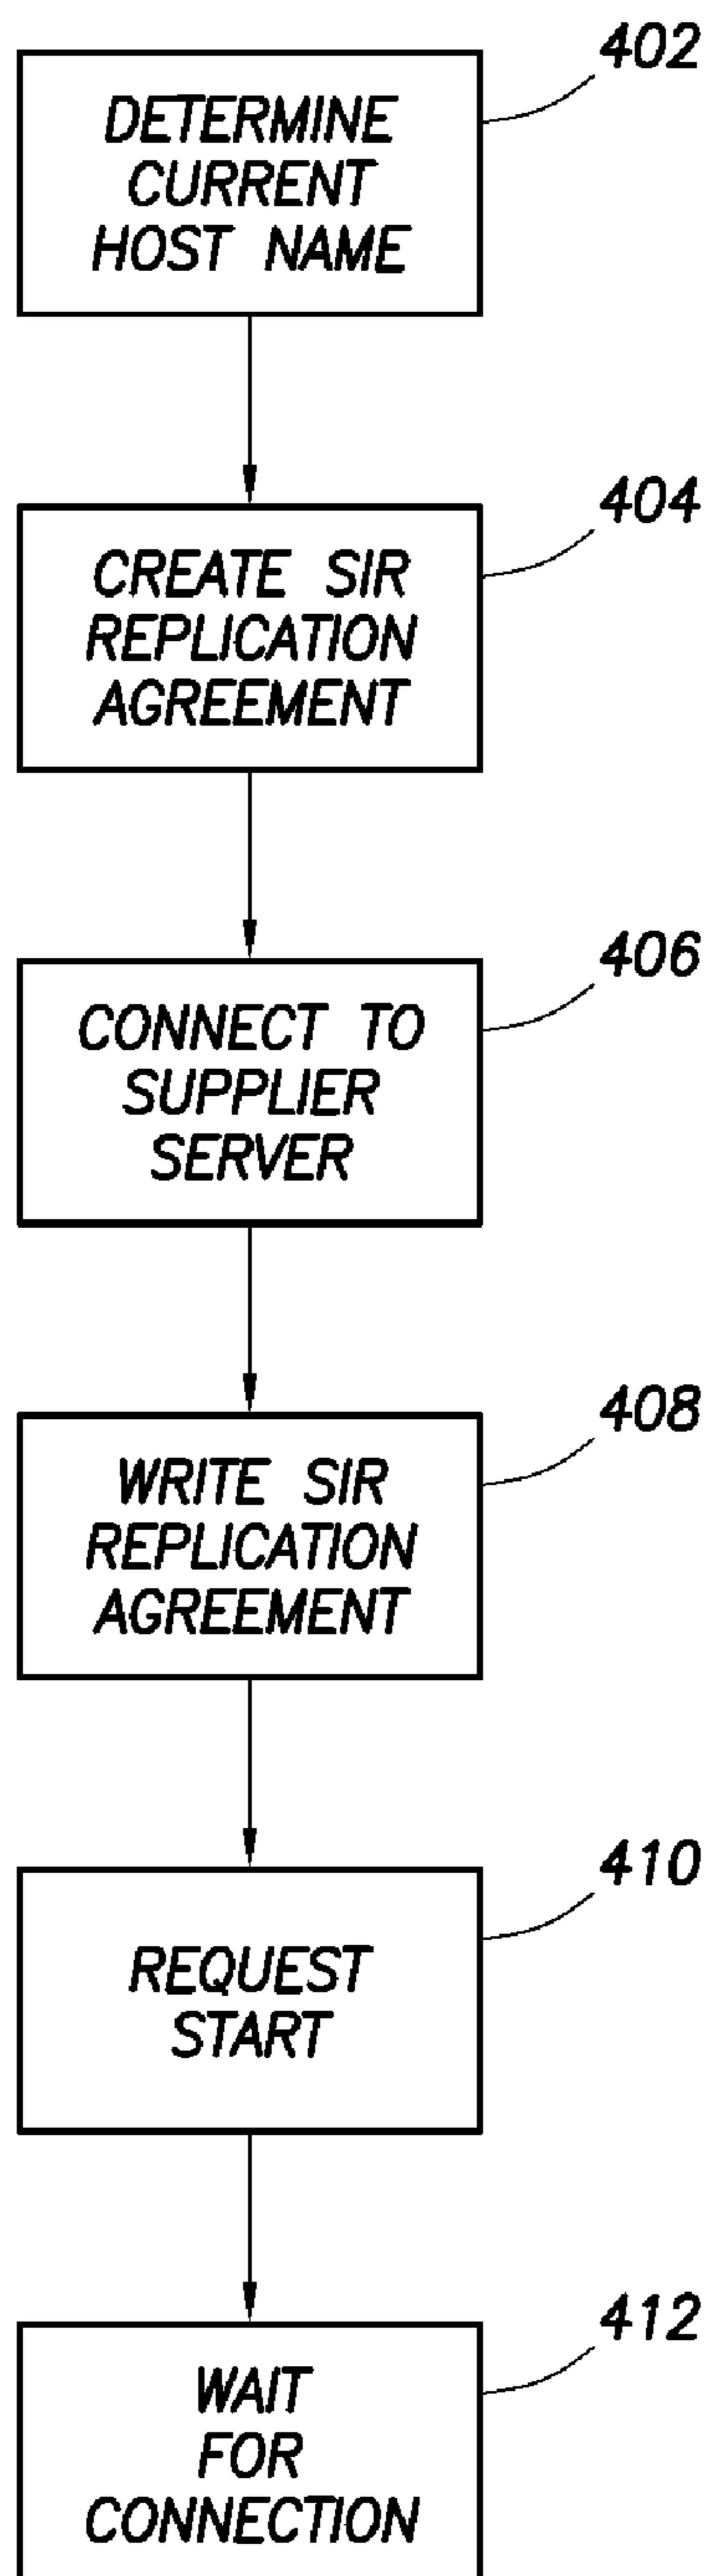 402
DETERMINE
CURRENT
HOST NAME
404
CREATE SIR
REPLICATION
AGREEMENT
406
CONNECT TO
SUPPLIER
SERVER
408
WRITE SIR
REPLICATION
AGREEMENT
410
REQUEST
START
412
WAIT
FOR
CONNECTION